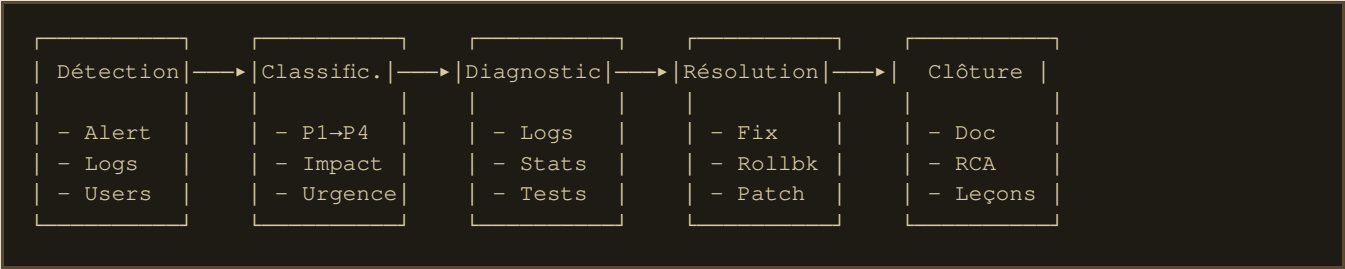 Détection Classific. Diagnostic Résolution Clôture
- Alert - P1→P4 - Logs - Fix - Doc
- Logs - Impact - Stats - Rollbk - RCA
- Users - Urgence - Tests - Patch - Leçons